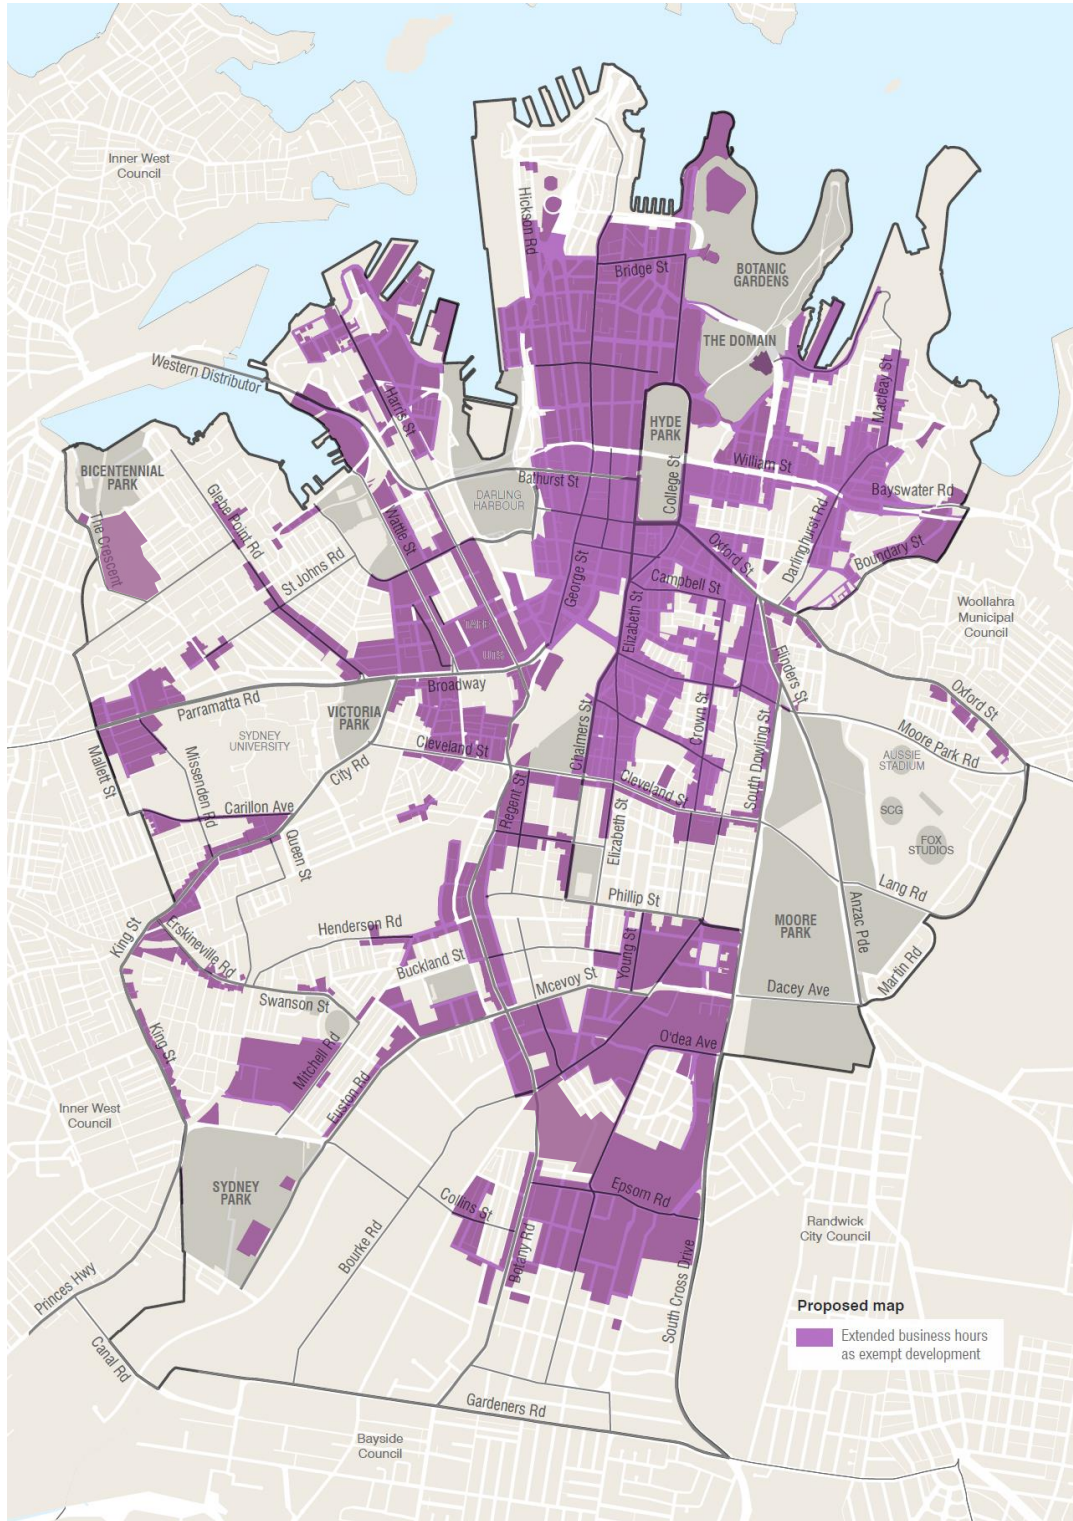 Inner West
Council
Hickson Rd
Bridge St
BOTANIC
GARDENS
THE DOMAIN
Western Distributor
Harris St
Macleay St
HYDE
PARK
College St
William St
BICENTENNIAL
PARK
Bathurst St
DARLING
HARBOUR
Bayswater Rd
Glebe Point Rd
The Crescent
Wattle St
Oxford St
Darlinghurst Rd
Boundary St
St Johns Rd
George St
Campbell St
Elizabeth St
Woollahra
Municipal
Council
TAFE
UTS
Flinders St
Broadway
Parramatta Rd
VICTORIA
PARK
Oxford St
Crown St
Chalmers St
South Dowling St
Moore Park Rd
SYDNEY
UNIVERSITY
Cleveland St
City Rd
Mallett St
Missenden Rd
AUSSIE
STADIUM
Cleveland St
Regent St
Carillon Ave
SCG
Queen St
Elizabeth St
FOX
STUDIOS
Phillip St
Lang Rd
King St
Erskineville Rd
Henderson Rd
MOORE
PARK
Anzac Pde
Young St
Buckland St
Martin Rd
Mcevoy St
Dacey Ave
Swanson St
King St
Mitchell Rd
O'dea Ave
Euston Rd
Inner West
Council
SYDNEY
PARK
Collins St
Epsom Rd
Bourke Rd
Botany Rd
Randwick
City Council
South Cross Drive
Princes Hwy
Canal Rd
Proposed map
Extended business hours
as exempt development
Gardeners Rd
Bayside
Council